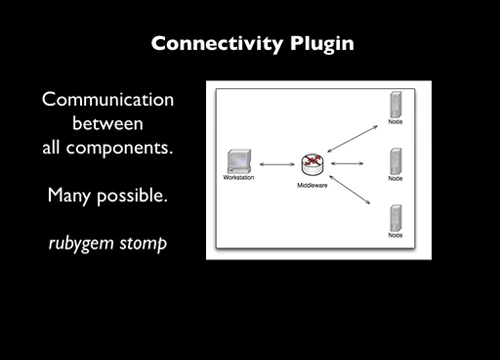 Connectivity Plugin
Communication
between
all components.
Many possible.
rubygem stomp
Workstation
Middleware
Node
Node
Node